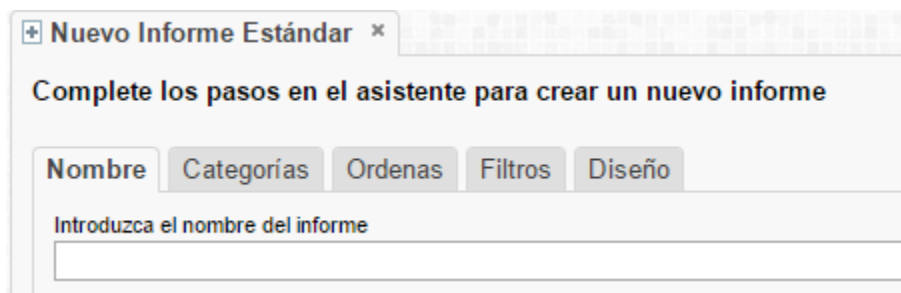 Nuevo Informe Estándar ×
Complete los pasos en el asistente para crear un nuevo informe
Nombre Categorías Ordenas Filtros Diseño
Introduzca el nombre del informe